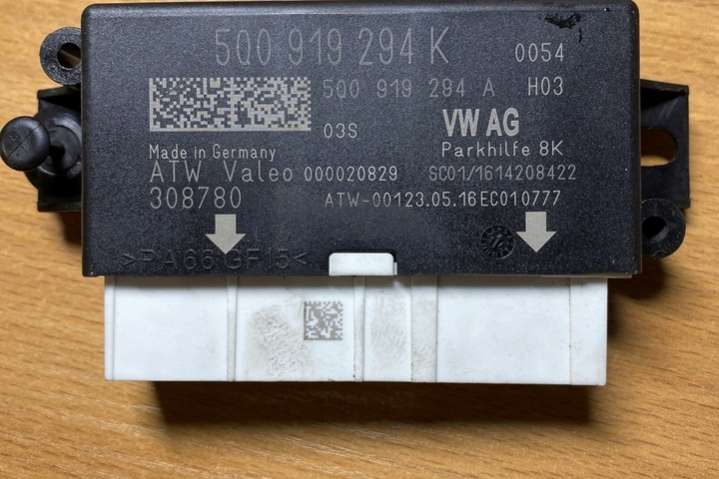 5Q0 919 294 K 0054
5Q0 919 294 A H03
03S VW AG
Made in Germany Parkhilfe 8K
ATW Valeo 000020829 SC01/1614208422
308780 ATW-00123.05.16EC010777
>PA66 GF15<